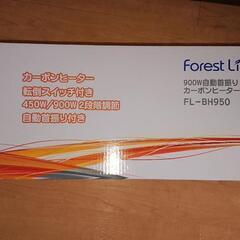 カーボンヒーター
転倒スイッチ付き
450W/900W 2段階調節
自動首振り付き
Forest Li
900W自動首振り
カーボンヒーター
FL-BH950